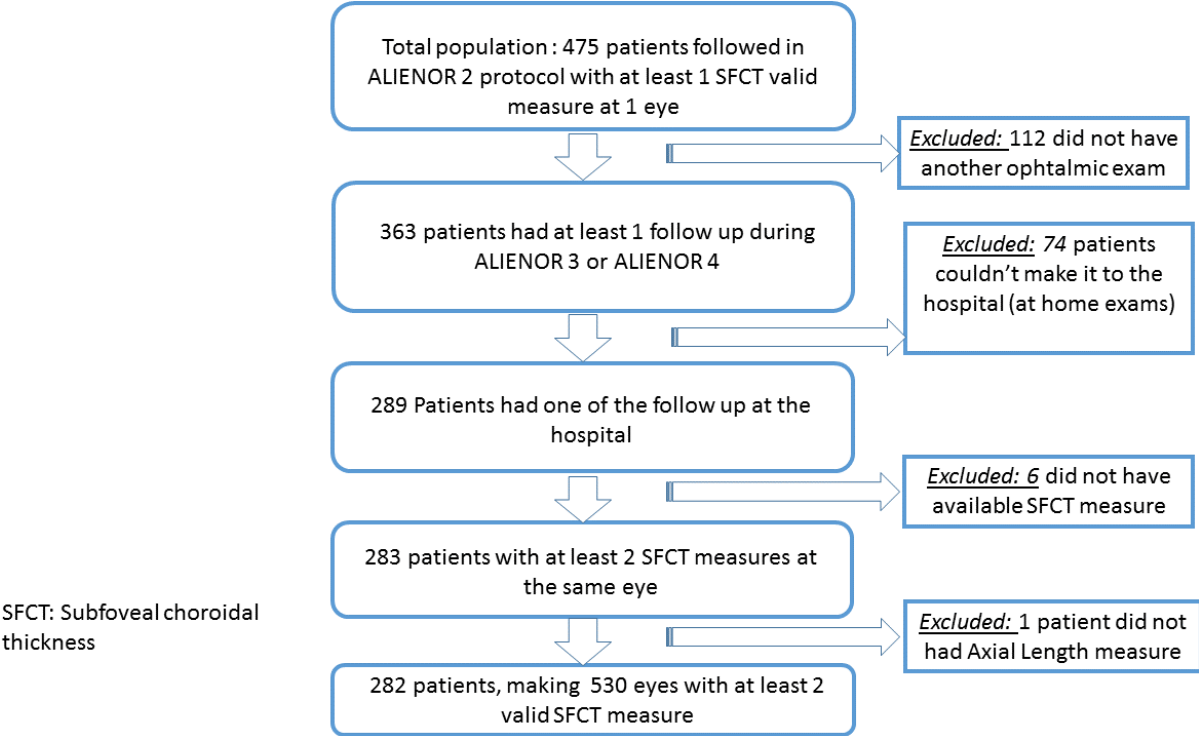 Total population : 475 patients followed in
ALIENOR 2 protocol with at least 1 SFCT valid
measure at 1 eye
Excluded: 112 did not have
another ophtalmic exam
363 patients had at least 1 follow up during
ALIENOR 3 or ALIENOR 4
Excluded: 74 patients
couldn’t make it to the
hospital (at home exams)
289 Patients had one of the follow up at the
hospital
Excluded: 6 did not have
available SFCT measure
283 patients with at least 2 SFCT measures at
the same eye
SFCT: Subfoveal choroidal
thickness
Excluded: 1 patient did not
had Axial Length measure
282 patients, making 530 eyes with at least 2
valid SFCT measure